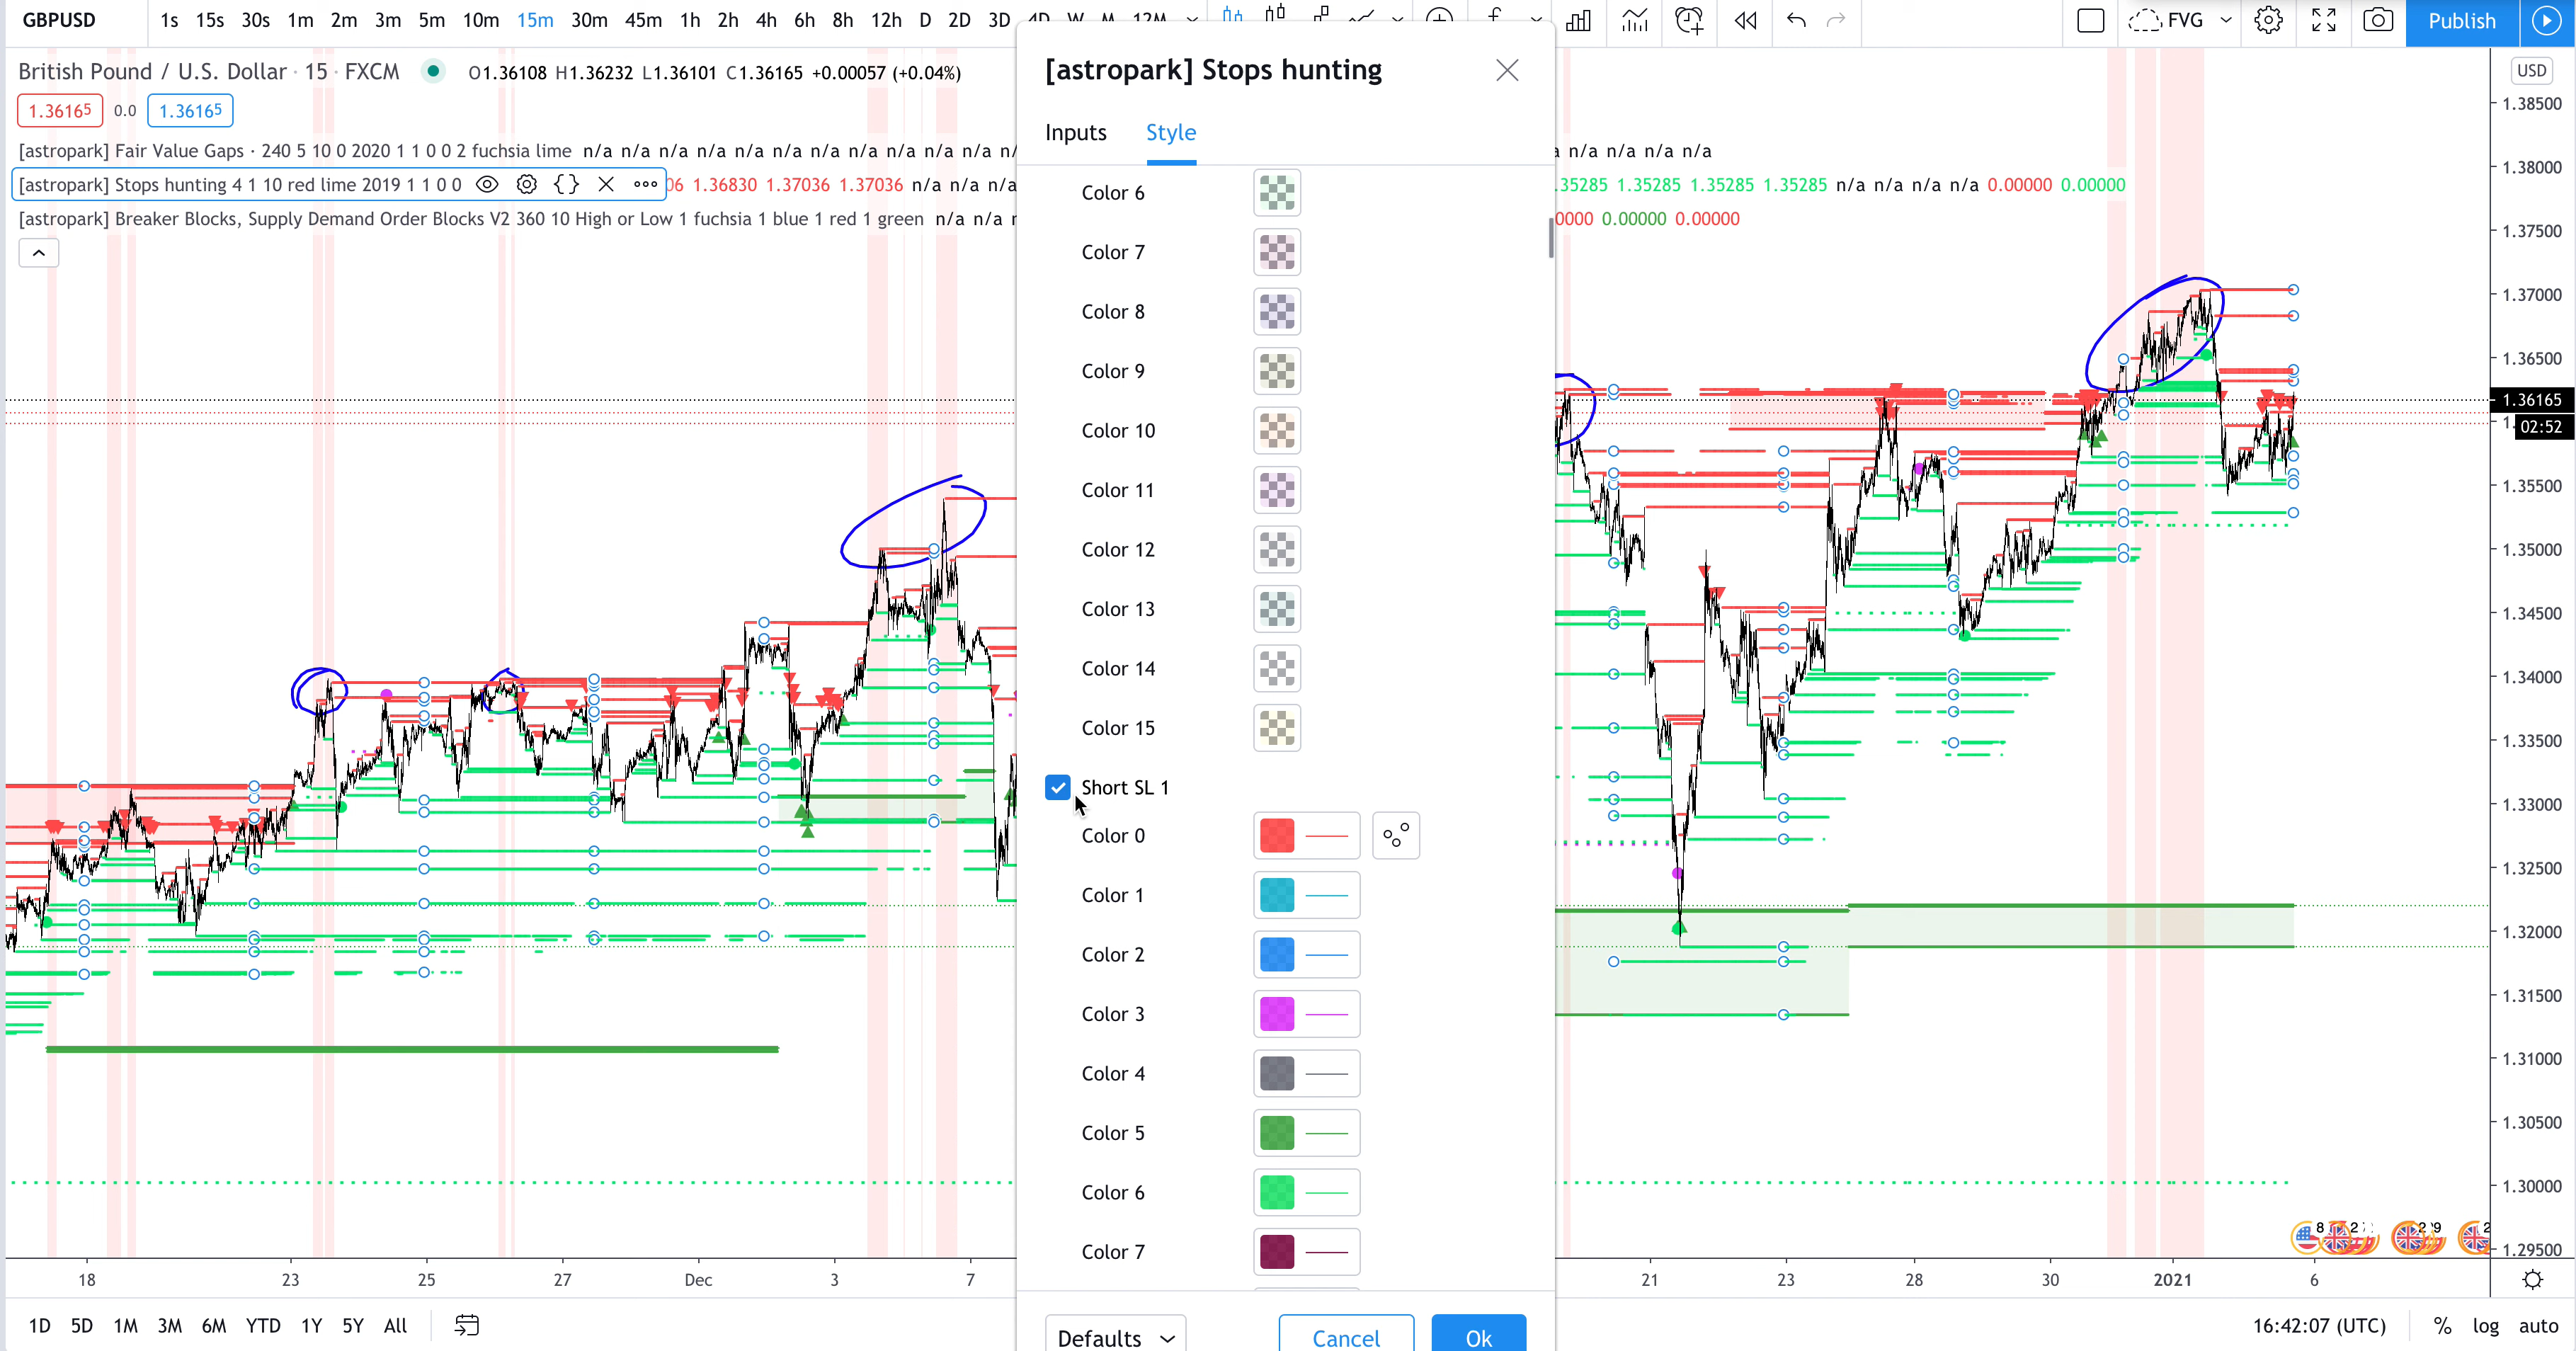 GBPUSD 1s 15s 30s 1m 2m 3m 5m 10m 15m 30m 45m 1h 2h 4h 6h 8h 12h D 2D 3D 4D W M 12M FVG Publish
British Pound / U.S. Dollar · 15 · FXCM O1.36108 H1.36232 L1.36101 C1.36165 +0.00057 (+0.04%)
1.36165 0.0 1.36165
[astropark] Fair Value Gaps · 240 5 10 0 2020 1 1 0 0 2 fuchsia lime n/a n/a n/a n/a n/a n/a n/a n/a n/a n/a n/a n/
a n/a n/a n/a n/a
[astropark] Stops hunting 4 1 10 red lime 2019 1 1 0 0 06 1.36830 1.37036 1.37036 n/a n/a n/a
.35285 1.35285 1.35285 1.35285 n/a n/a n/a n/a 0.00000 0.00000
[astropark] Breaker Blocks, Supply Demand Order Blocks V2 360 10 High or Low 1 fuchsia 1 blue 1 red 1 green n/a n/a
0000 0.00000 0.00000
[astropark] Stops hunting
Inputs Style
Color 6
Color 7
Color 8
Color 9
Color 10
Color 11
Color 12
Color 13
Color 14
Color 15
Short SL 1
Color 0
Color 1
Color 2
Color 3
Color 4
Color 5
Color 6
Color 7
Defaults Cancel Ok
USD
1.38500
1.38000
1.37500
1.37000
1.36500
1.36165
02:52
1.35500
1.35000
1.34500
1.34000
1.33500
1.33000
1.32500
1.32000
1.31500
1.31000
1.30500
1.30000
1.29500
8 2 2 9 2
18 23 25 27 Dec 3 7 21 23 28 30 2021 6
1D 5D 1M 3M 6M YTD 1Y 5Y All 16:42:07 (UTC) % log auto